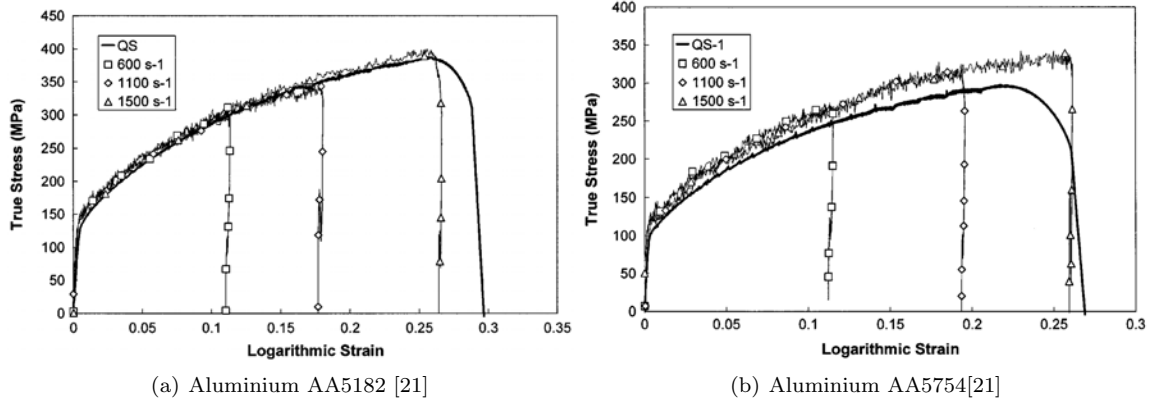 450
400
350
300
250
200
150
100
50
0
True Stress (MPa)
QS
600 s-1
1100 s-1
1500 s-1
0 0.05 0.1 0.15 0.2 0.25 0.3 0.35
Logarithmic Strain
(a) Aluminium AA5182 [21]
400
350
300
250
200
150
100
50
0
True Stress (MPa)
QS-1
600 s-1
1100 s-1
1500 s-1
0 0.05 0.1 0.15 0.2 0.25 0.3
Logarithmic Strain
(b) Aluminium AA5754[21]